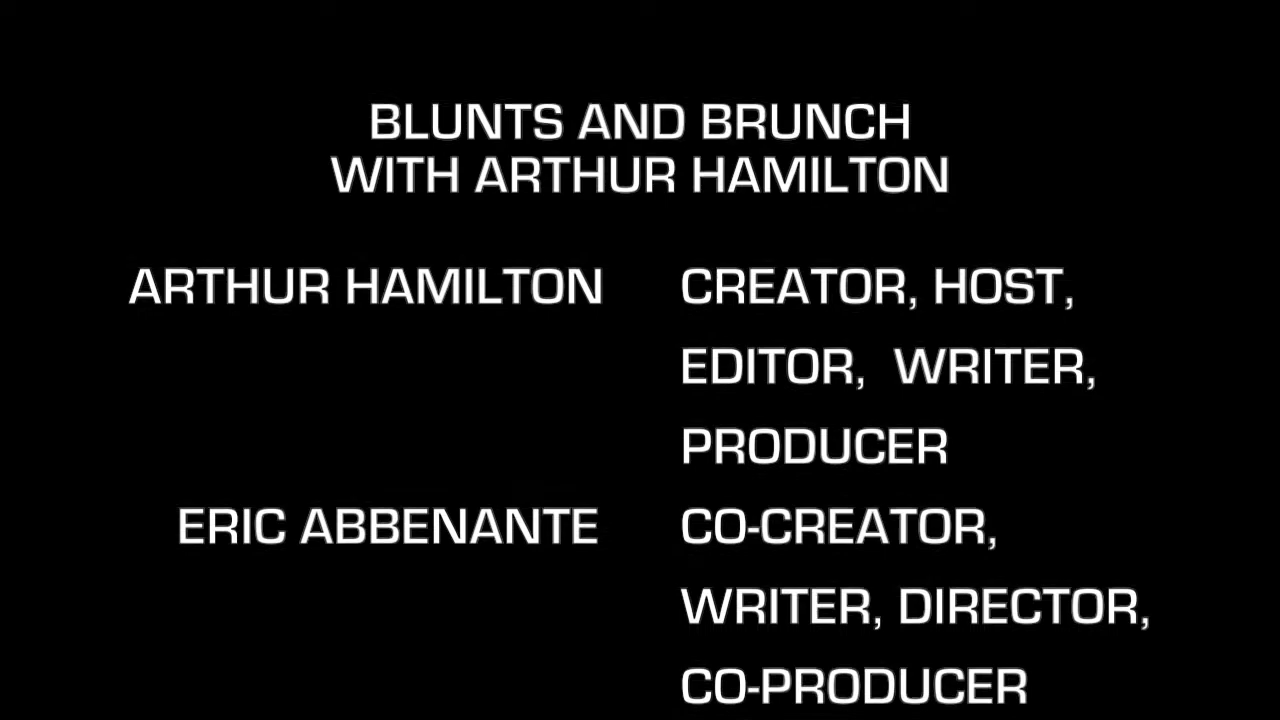 BLUNTS AND BRUNCH
WITH ARTHUR HAMILTON
ARTHUR HAMILTON CREATOR, HOST,
EDITOR, WRITER,
PRODUCER
ERIC ABBENANTE CO-CREATOR,
WRITER, DIRECTOR,
CO-PRODUCER